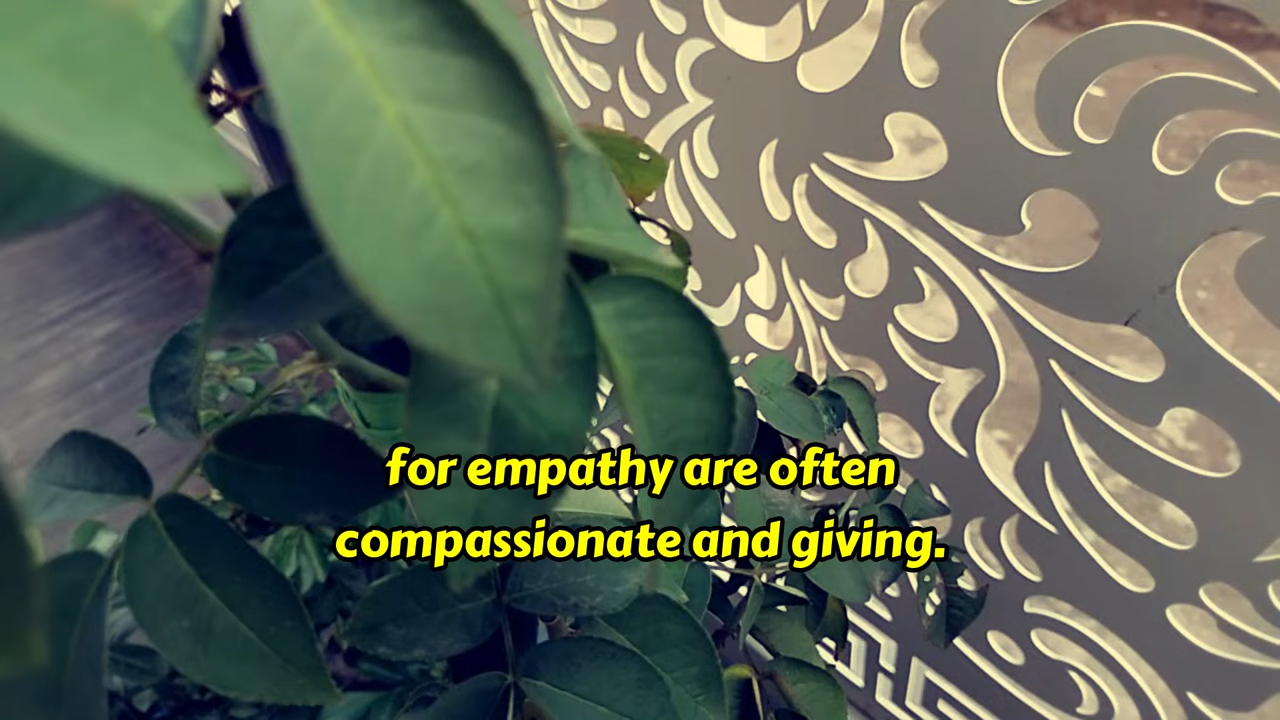 for empathy are often
compassionate and giving.